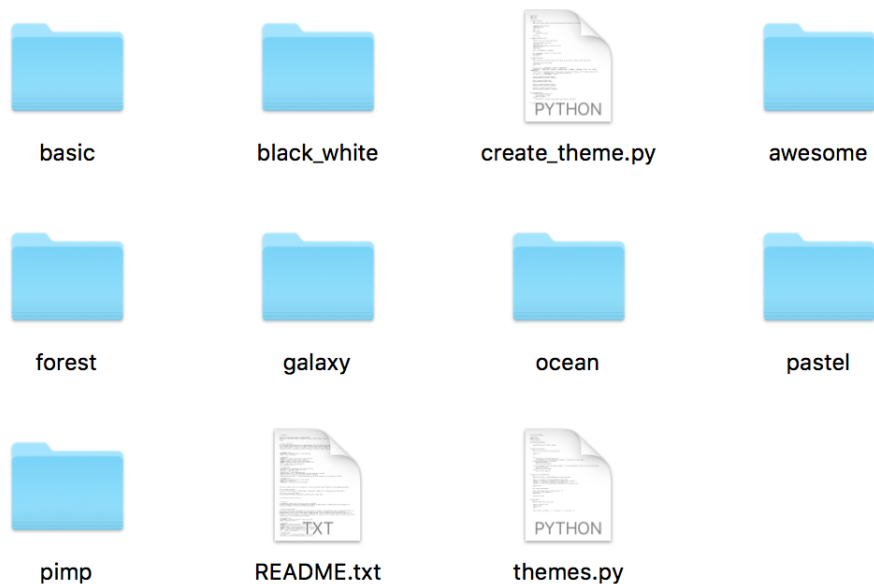 PYTHON
basic
black_white
create_theme.py
awesome
forest
galaxy
ocean
pastel
TXT
PYTHON
pimp
README.txt
themes.py